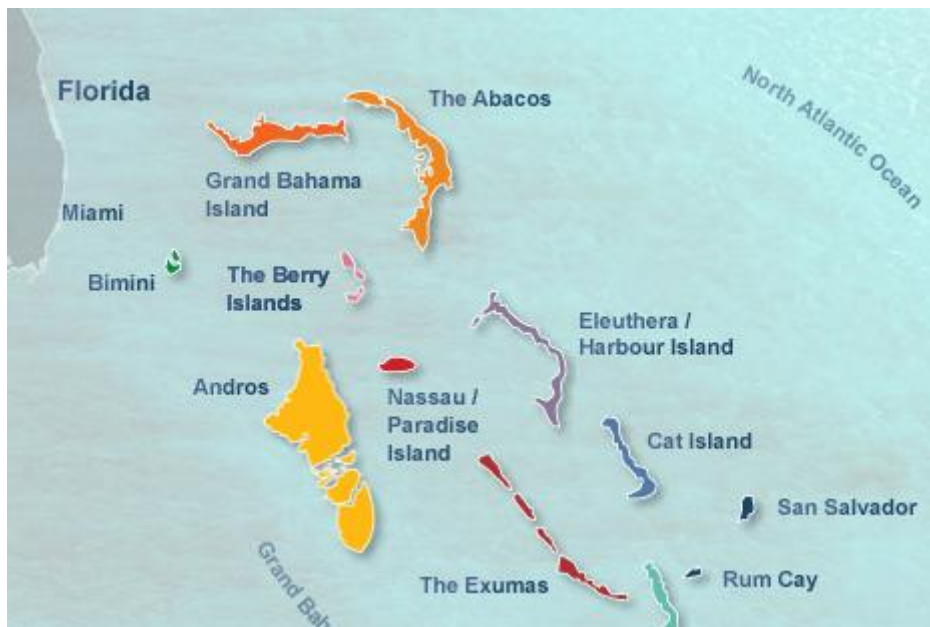 Florida
The Abacos
North Atlantic Ocean
Grand Bahama
Island
Miami
Bimini
The Berry
Islands
Eleuthera /
Harbour Island
Andros
Nassau /
Paradise
Island
Cat Island
San Salvador
The Exumas
Rum Cay
Grand